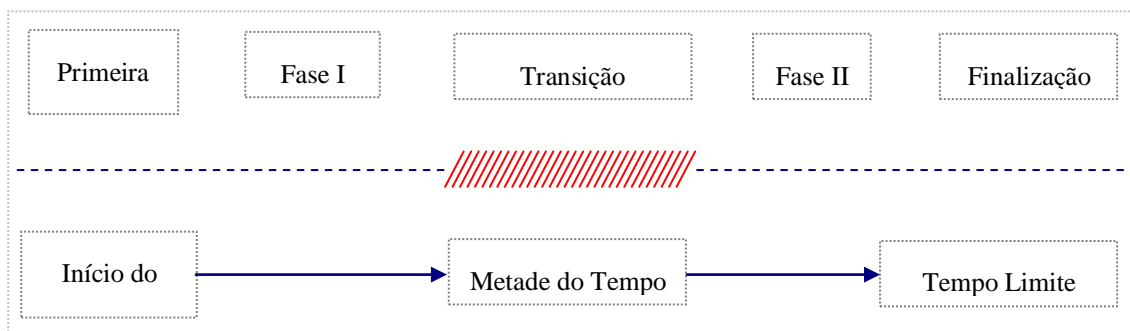 Primeira
Fase I
Transição
Fase II
Finalização
Início do
Metade do Tempo
Tempo Limite